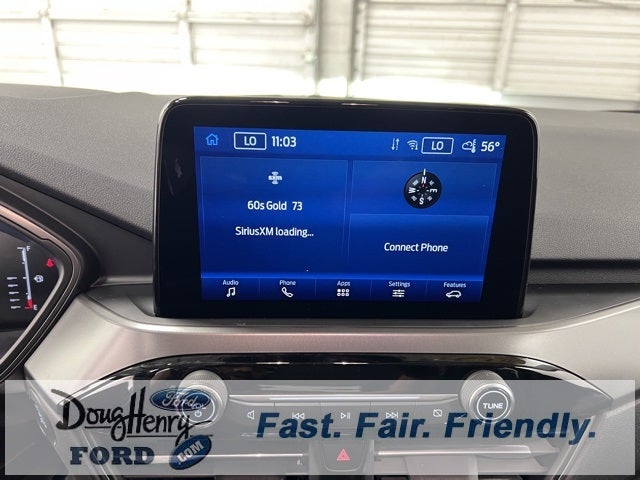 LO 11:03 LO 56°
60s Gold 73
SiriusXM loading...
N
W E
S
Connect Phone
Audio Phone Apps Settings Features
F
E
TUNE
Doug Henry
Ford
FORD
.COM
Fast. Fair. Friendly.